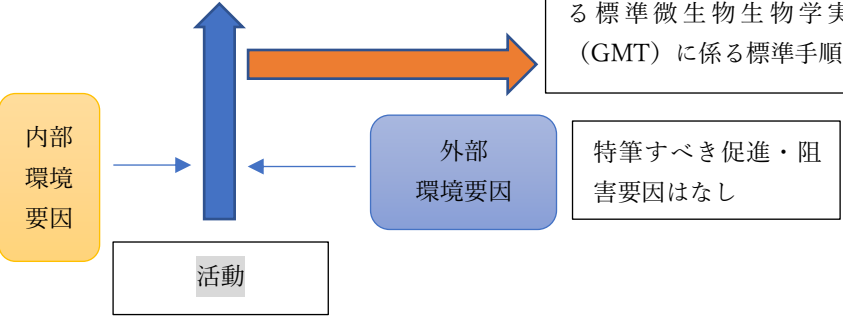 る標準微生物生物学実
（GMT）に係る標準手順
内部
環境
要因
外部
環境要因
特筆すべき促進・阻
害要因はなし
活動